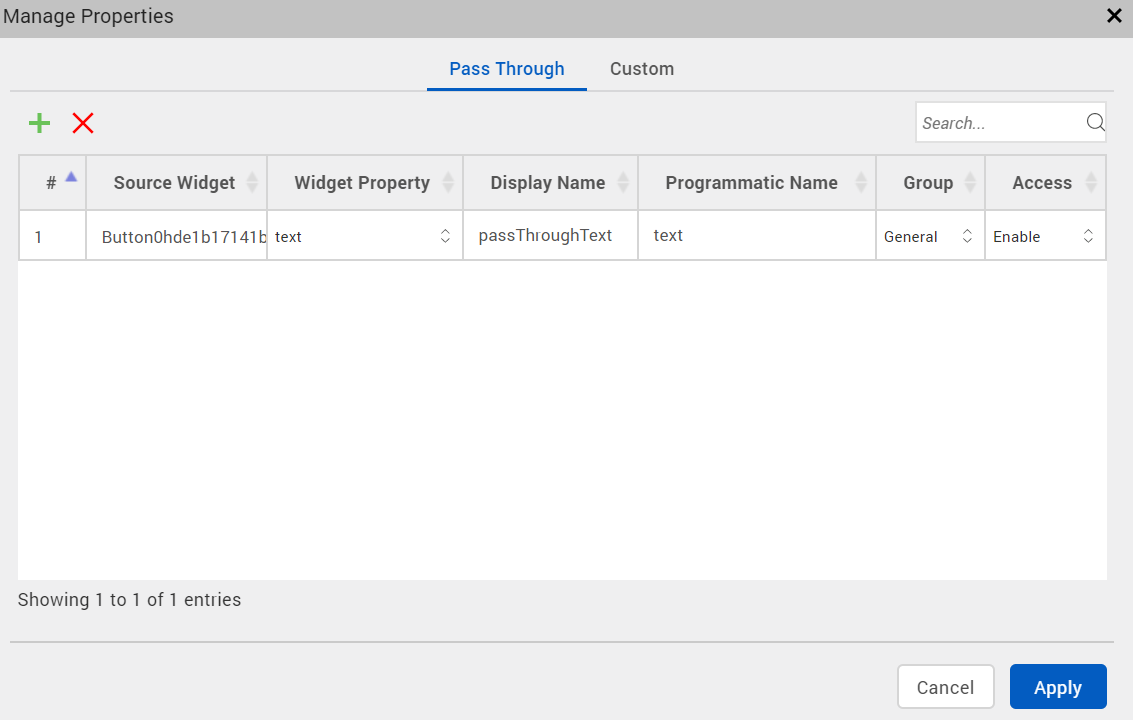 Manage Properties
Pass Through Custom
Search...
# Source Widget Widget Property Display Name Programmatic Name Group Access
1 Button0hde1b17141b text passThroughText text General Enable
Showing 1 to 1 of 1 entries
Cancel Apply